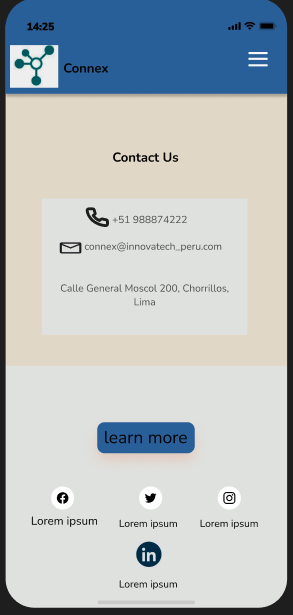 14:25
Connex
Contact Us
+51 988874222
connex@innovatech_peru.com
Calle General Moscol 200, Chorrillos,
Lima
learn more
Lorem ipsum
Lorem ipsum
Lorem ipsum
in
Lorem ipsum